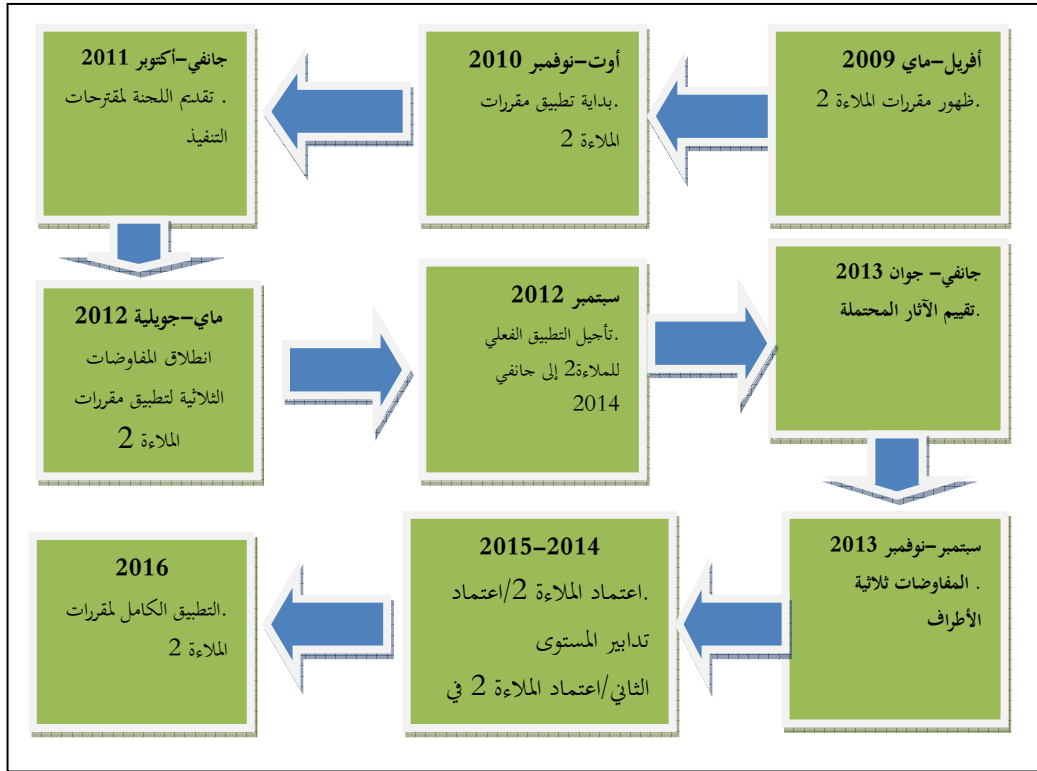 أفريل–ماي 2009
.ظهور مقررات الملاءة 2
أوت–نوفمبر 2010
.بداية تطبيق مقررات
الملاءة 2
جانفي–أكتوبر 2011
. تقديم اللجنة لمقترحات
التنفيذ
ماي–جويلية 2012
انطلاق المفاوضات
الثلاثية لتطبيق مقررات
الملاءة 2
سبتمبر 2012
.تأجيل التطبيق الفعلي
للملاءة2 إلى جانفي
2014
جانفي– جوان 2013
.تقييم الآثار المحتملة
سبتمبر–نوفمبر 2013
. المفاوضات ثلاثية
الأطراف
2014–2015
.اعتماد الملاءة 2/اعتماد
تدابير المستوى
الثاني/اعتماد الملاءة 2 في
2016
.التطبيق الكامل لمقررات
الملاءة 2